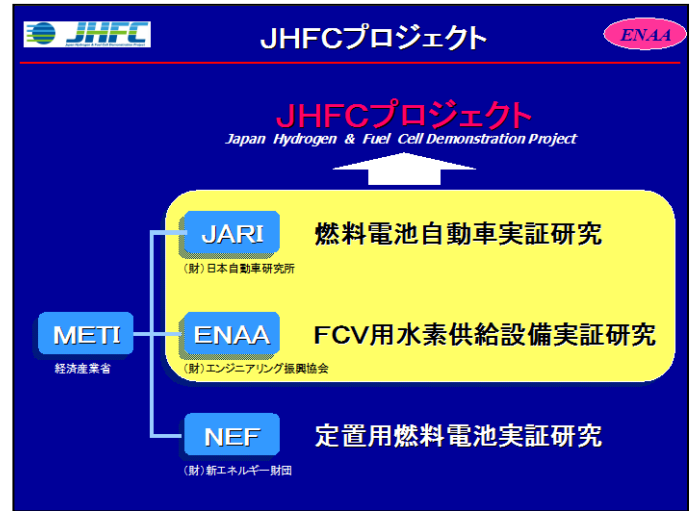 JHFC
Japan Hydrogen & Fuel Cell Demonstration Project
JHFCプロジェクト
ENAA
JHFCプロジェクト
Japan Hydrogen & Fuel Cell Demonstration Project
JARI
燃料電池自動車実証研究
(財)日本自動車研究所
METI
経済産業省
ENAA
FCV用水素供給設備実証研究
(財)エンジニアリング振興協会
NEF
定置用燃料電池実証研究
(財)新エネルギー財団